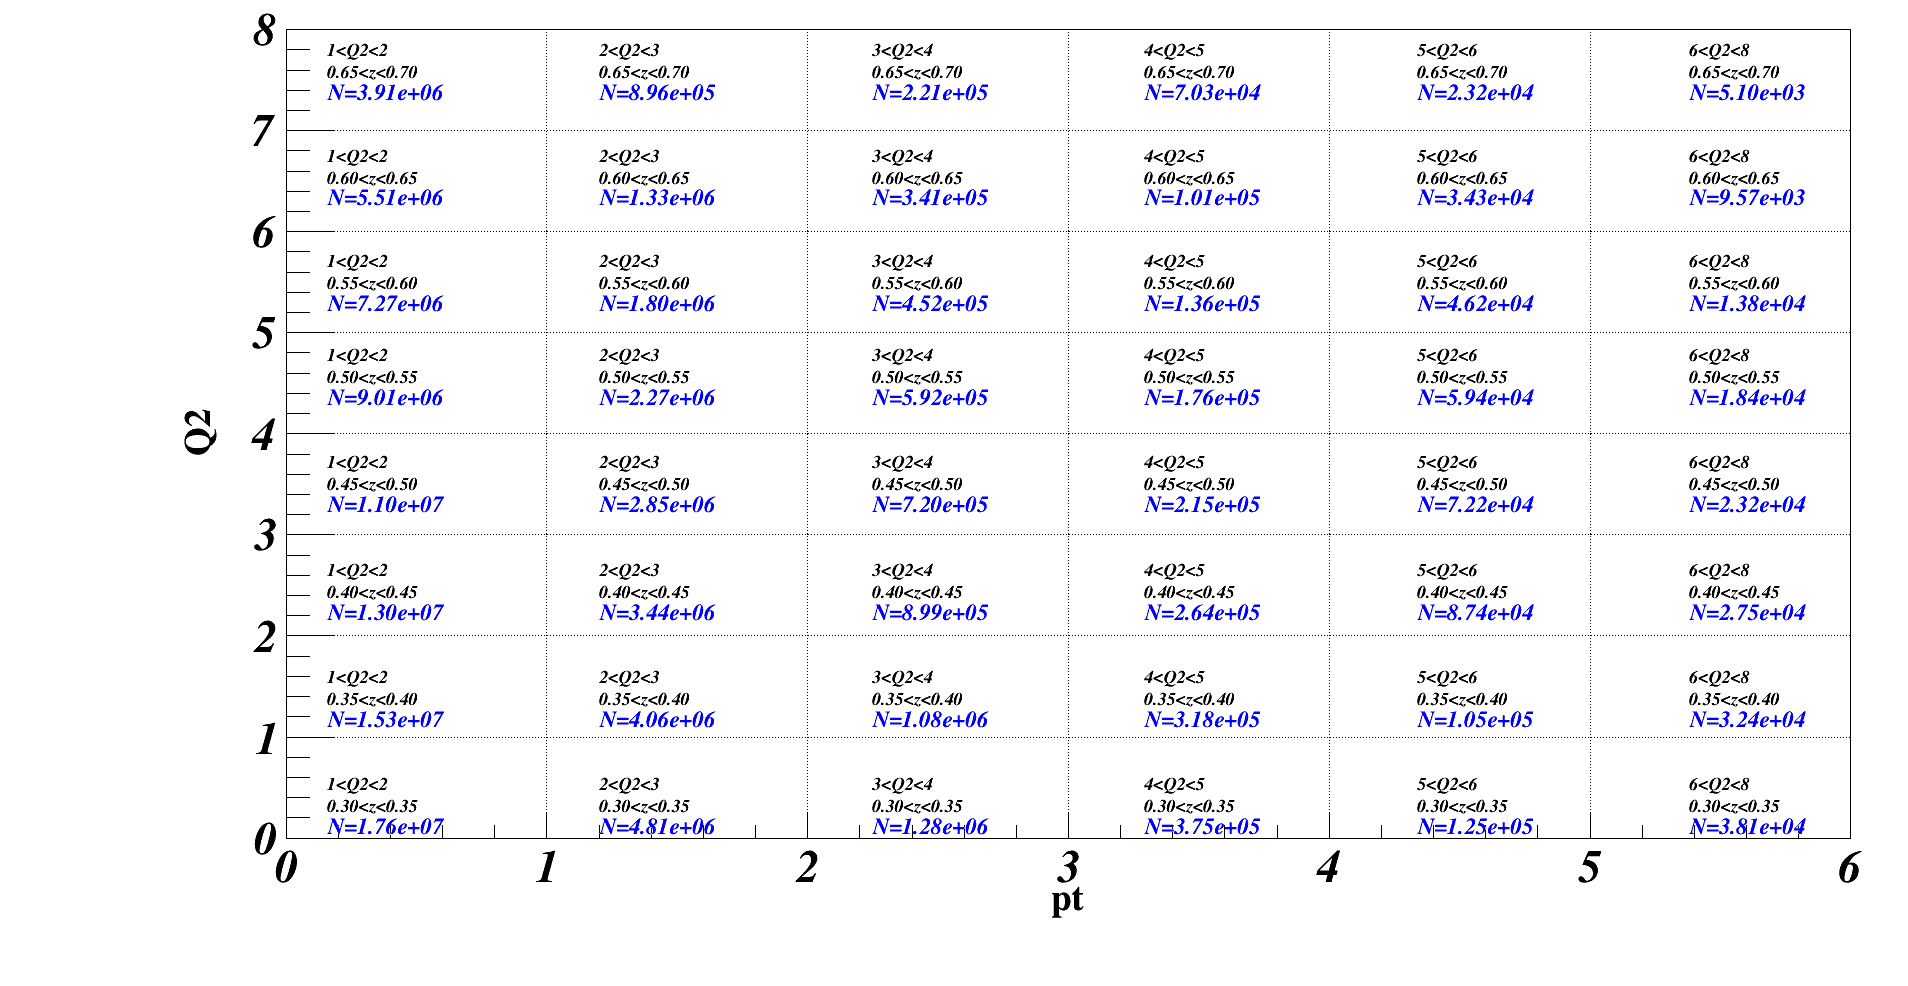 8
1<Q2<2 2<Q2<3 3<Q2<4 4<Q2<5 5<Q2<6 6<Q2<8
0.65<z<0.70 0.65<z<0.70 0.65<z<0.70 0.65<z<0.70 0.65<z<0.70 0.65<z<0.70
N=3.91e+06 N=8.96e+05 N=2.21e+05 N=7.03e+04 N=2.32e+04 N=5.10e+03
7
1<Q2<2 2<Q2<3 3<Q2<4 4<Q2<5 5<Q2<6 6<Q2<8
0.60<z<0.65 0.60<z<0.65 0.60<z<0.65 0.60<z<0.65 0.60<z<0.65 0.60<z<0.65
N=5.51e+06 N=1.33e+06 N=3.41e+05 N=1.01e+05 N=3.43e+04 N=9.57e+03
6
1<Q2<2 2<Q2<3 3<Q2<4 4<Q2<5 5<Q2<6 6<Q2<8
0.55<z<0.60 0.55<z<0.60 0.55<z<0.60 0.55<z<0.60 0.55<z<0.60 0.55<z<0.60
N=7.27e+06 N=1.80e+06 N=4.52e+05 N=1.36e+05 N=4.62e+04 N=1.38e+04
5
1<Q2<2 2<Q2<3 3<Q2<4 4<Q2<5 5<Q2<6 6<Q2<8
0.50<z<0.55 0.50<z<0.55 0.50<z<0.55 0.50<z<0.55 0.50<z<0.55 0.50<z<0.55
N=9.01e+06 N=2.27e+06 N=5.92e+05 N=1.76e+05 N=5.94e+04 N=1.84e+04
Q2
4
1<Q2<2 2<Q2<3 3<Q2<4 4<Q2<5 5<Q2<6 6<Q2<8
0.45<z<0.50 0.45<z<0.50 0.45<z<0.50 0.45<z<0.50 0.45<z<0.50 0.45<z<0.50
N=1.10e+07 N=2.85e+06 N=7.20e+05 N=2.15e+05 N=7.22e+04 N=2.32e+04
3
1<Q2<2 2<Q2<3 3<Q2<4 4<Q2<5 5<Q2<6 6<Q2<8
0.40<z<0.45 0.40<z<0.45 0.40<z<0.45 0.40<z<0.45 0.40<z<0.45 0.40<z<0.45
N=1.30e+07 N=3.44e+06 N=8.99e+05 N=2.64e+05 N=8.74e+04 N=2.75e+04
2
1<Q2<2 2<Q2<3 3<Q2<4 4<Q2<5 5<Q2<6 6<Q2<8
0.35<z<0.40 0.35<z<0.40 0.35<z<0.40 0.35<z<0.40 0.35<z<0.40 0.35<z<0.40
N=1.53e+07 N=4.06e+06 N=1.08e+06 N=3.18e+05 N=1.05e+05 N=3.24e+04
1
1<Q2<2 2<Q2<3 3<Q2<4 4<Q2<5 5<Q2<6 6<Q2<8
0.30<z<0.35 0.30<z<0.35 0.30<z<0.35 0.30<z<0.35 0.30<z<0.35 0.30<z<0.35
N=1.76e+07 N=4.81e+06 N=1.28e+06 N=3.75e+05 N=1.25e+05 N=3.81e+04
0
0 1 2 3 4 5 6
pt